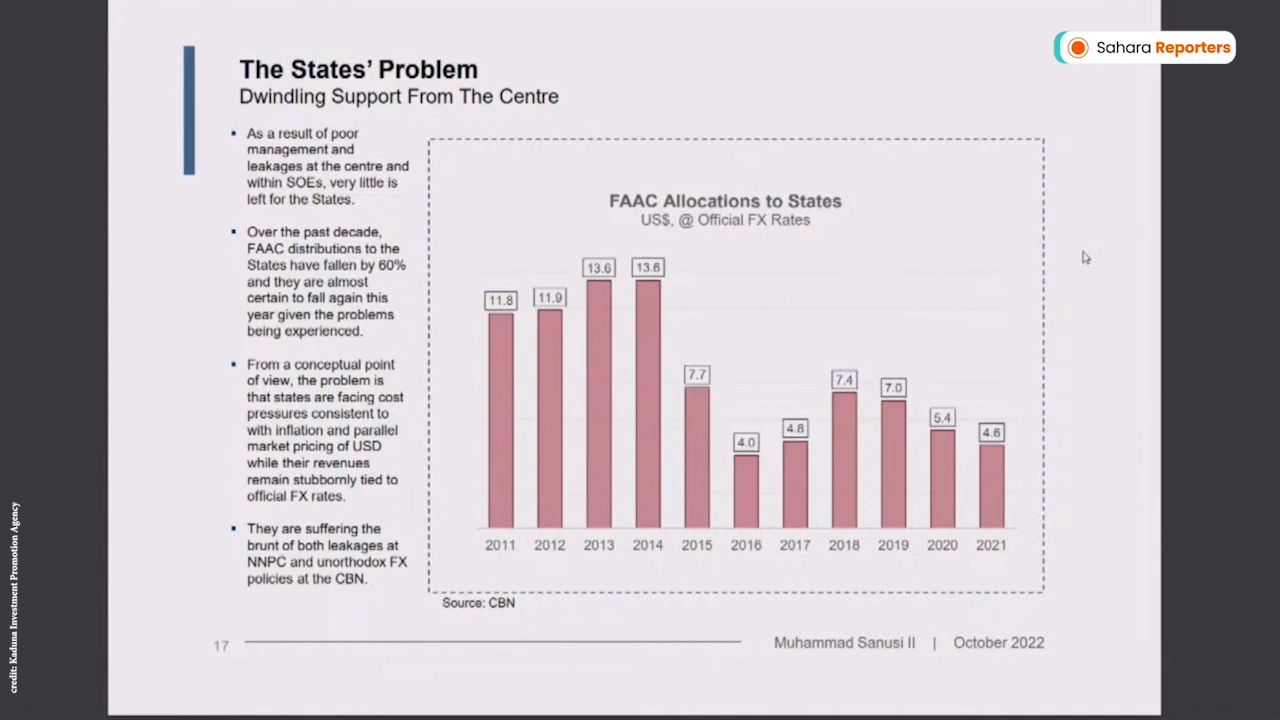 Sahara Reporters
The States' Problem
Dwindling Support From The Centre
▪ As a result of poor
management and
leakages at the centre and
within SOEs, very little is
left for the States.
▪ Over the past decade,
FAAC distributions to the
States have fallen by 60%
and they are almost
certain to fall again this
year given the problems
being experienced.
▪ From a conceptual point
of view, the problem is
that states are facing cost
pressures consistent to
with inflation and parallel
market pricing of USD
while their revenues
remain stubbornly tied to
official FX rates.
▪ They are suffering the
brunt of both leakages at
NNPC and unorthodox FX
policies at the CBN.
FAAC Allocations to States
US$, @ Official FX Rates
11.8 11.9 13.6 13.6 7.7 4.0 4.8 7.4 7.0 5.4 4.6
2011 2012 2013 2014 2015 2016 2017 2018 2019 2020 2021
Source: CBN
17
Muhammad Sanusi II | October 2022
credit: Kaduna Investment Promotion Agency